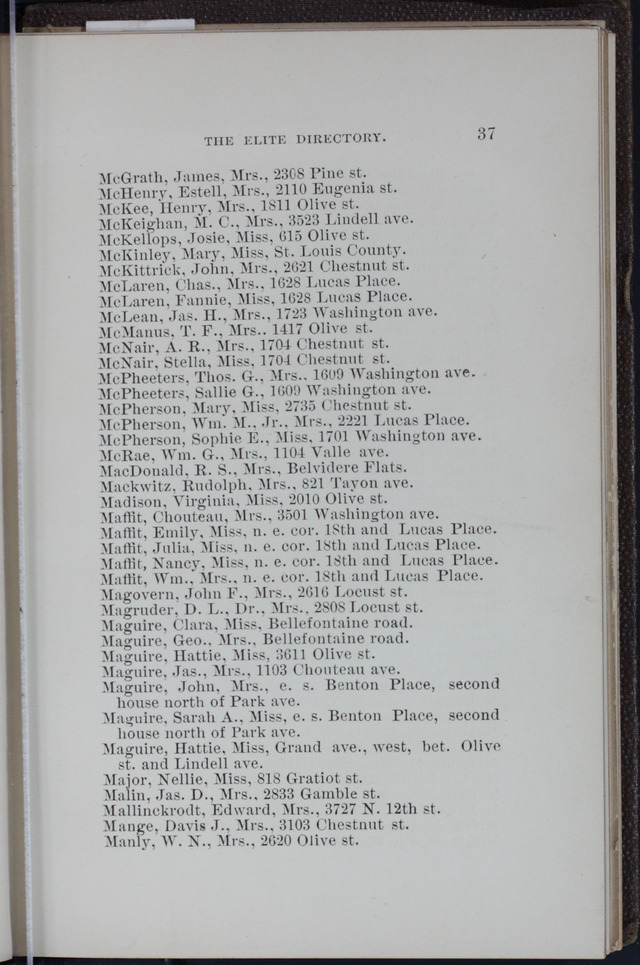 THE ELITE DIRECTORY. 37
McGrath, James, Mrs., 2308 Pine st.
McHenry, Estell, Mrs., 2110 Eugenia st.
McKee, Henry, Mrs., 1811 Olive st.
McKeighan, M. C., Mrs., 3523 Lindell ave.
McKellops, Josie, Miss, 615 Olive st.
McKinley, Mary, Miss, St. Louis County.
McKittrick, John, Mrs., 2621 Chestnut st.
McLaren, Chas., Mrs., 1628 Lucas Place.
McLaren, Fannie, Miss, 1628 Lucas Place.
McLean, Jas. H., Mrs., 1723 Washington ave.
McManus, T. F., Mrs.. 1417 Olive st.
McNair, A. R., Mrs., 1704 Chestnut st.
McNair, Stella, Miss, 1704 Chestnut st.
McPheeters, Thos. G., Mrs.. 1609 Washington ave.
McPheeters, Sallie G., 1609 Washington ave.
McPherson, Mary, Miss, 2735 Chestnut st.
McPherson, Wm. M., Jr.. Mrs., 2221 Lucas Place.
McPherson, Sophie E., Miss, 1701 Washington ave.
McRae, Wm. G., Mrs., 1104 Valle ave.
MacDonald, R. S., Mrs., Belvidere Flats.
Mackwitz, Rudolph, Mrs., 821 Tayon ave.
Madison, Virginia, Miss, 2010 Olive st.
Maffit, Chouteau, Mrs., 3501 Washington ave.
Maffit, Emily, Miss, n. e. cor. 18th and Lucas Place.
Maffit, Julia, Miss, n. e. cor. 18th and Lucas Place.
Maffit, Nancy, Miss, n. e. cor. 18th and Lucas Place.
Maffit, Wm., Mrs., n. e. cor. 18th and Lucas Place.
Magovern, John F., Mrs., 2616 Locust st.
Magruder, D. L., Dr., Mrs., 2808 Locust st.
Maguire, Clara, Miss, Bellefontaine road.
Maguire, Geo., Mrs., Bellefontaine road.
Maguire, Hattie, Miss, 3611 Olive st.
Maguire, Jas., Mrs., 1103 Chouteau ave.
Maguire, John, Mrs., e. s. Benton Place, second
house north of Park ave.
Maguire, Sarah A., Miss, e. s. Benton Place, second
house north of Park ave.
Maguire, Hattie, Miss, Grand ave., west, bet. Olive
st. and Lindell ave.
Major, Nellie, Miss, 818 Gratiot st.
Malin, Jas. D., Mrs., 2833 Gamble st.
Mallinckrodt, Edward, Mrs., 3727 N. 12th st.
Mange, Davis J., Mrs., 3103 Chestnut st.
Manly, W. N., Mrs., 2620 Olive st.